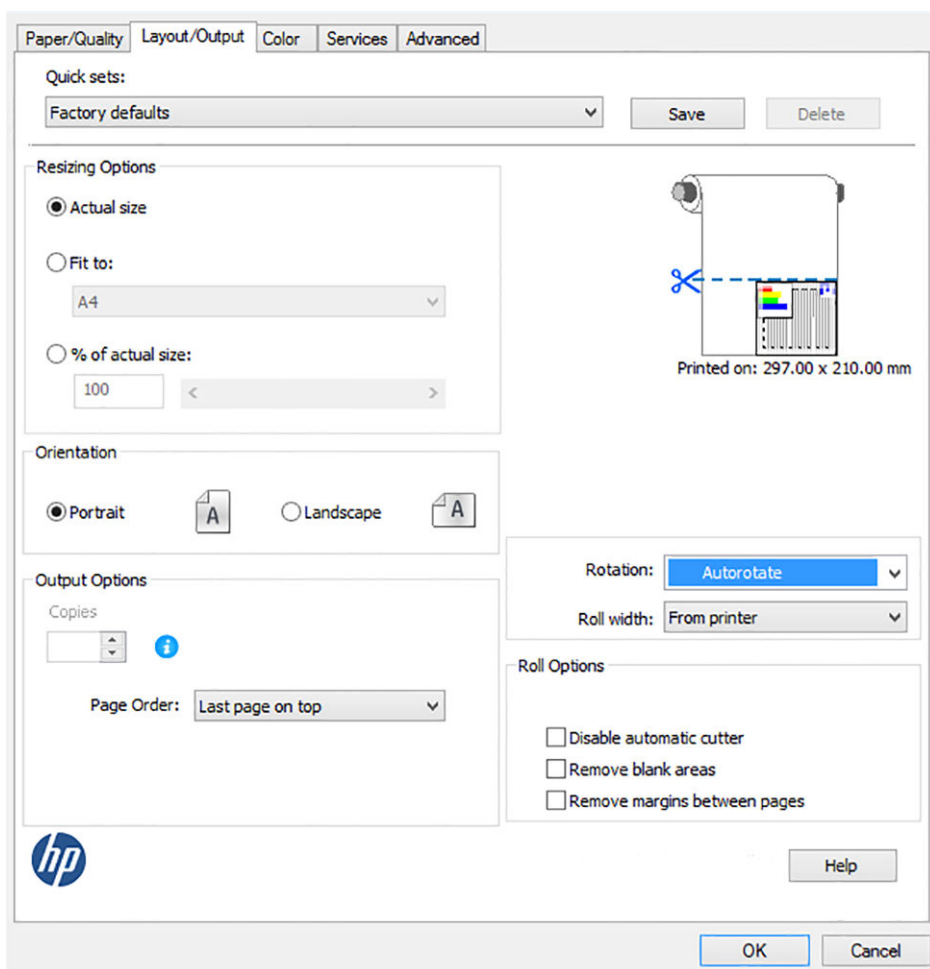 Paper/Quality Layout/Output Color Services Advanced
Quick sets:
Factory defaults Save Delete
Resizing Options
Actual size
Fit to:
A4
% of actual size:
100
Printed on: 297.00 x 210.00 mm
Orientation
Portrait A Landscape A
Rotation: Autorotate
Roll width: From printer
Output Options
Copies
i
Page Order: Last page on top
Roll Options
Disable automatic cutter
Remove blank areas
Remove margins between pages
hp
Help
OK Cancel